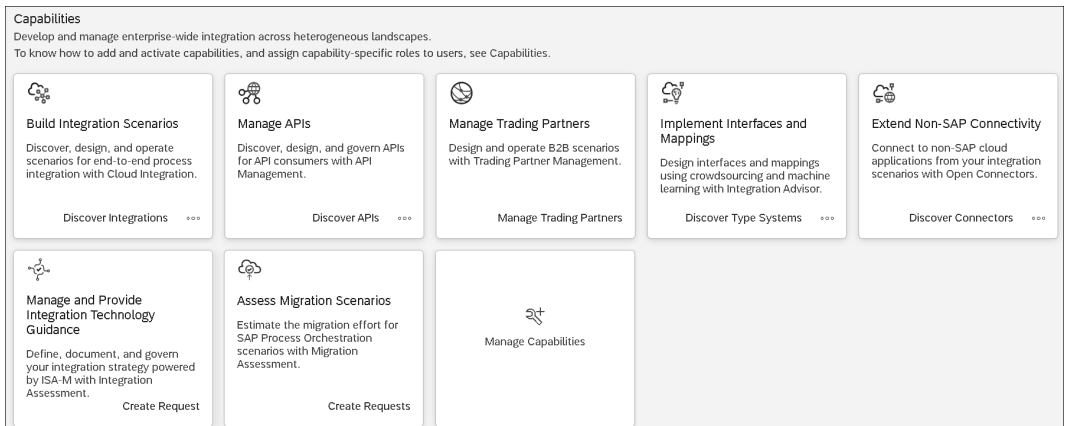 Capabilities
Develop and manage enterprise-wide integration across heterogeneous landscapes.
To know how to add and activate capabilities, and assign capability-specific roles to users, see Capabilities.
Build Integration Scenarios
Discover, design, and operate
scenarios for end-to-end process
integration with Cloud Integration.
Discover Integrations
Manage APIs
Discover, design, and govern APIs
for API consumers with API
Management.
Discover APIs
Manage Trading Partners
Design and operate B2B scenarios
with Trading Partner Management.
Manage Trading Partners
Implement Interfaces and
Mappings
Design interfaces and mappings
using crowdsourcing and machine
learning with Integration Advisor.
Discover Type Systems
Extend Non-SAP Connectivity
Connect to non-SAP cloud
applications from your integration
scenarios with Open Connectors.
Discover Connectors
Manage and Provide
Integration Technology
Guidance
Define, document, and govern
your integration strategy powered
by ISA-M with Integration
Assessment.
Create Request
Assess Migration Scenarios
Estimate the migration effort for
SAP Process Orchestration
scenarios with Migration
Assessment.
Create Requests
Manage Capabilities